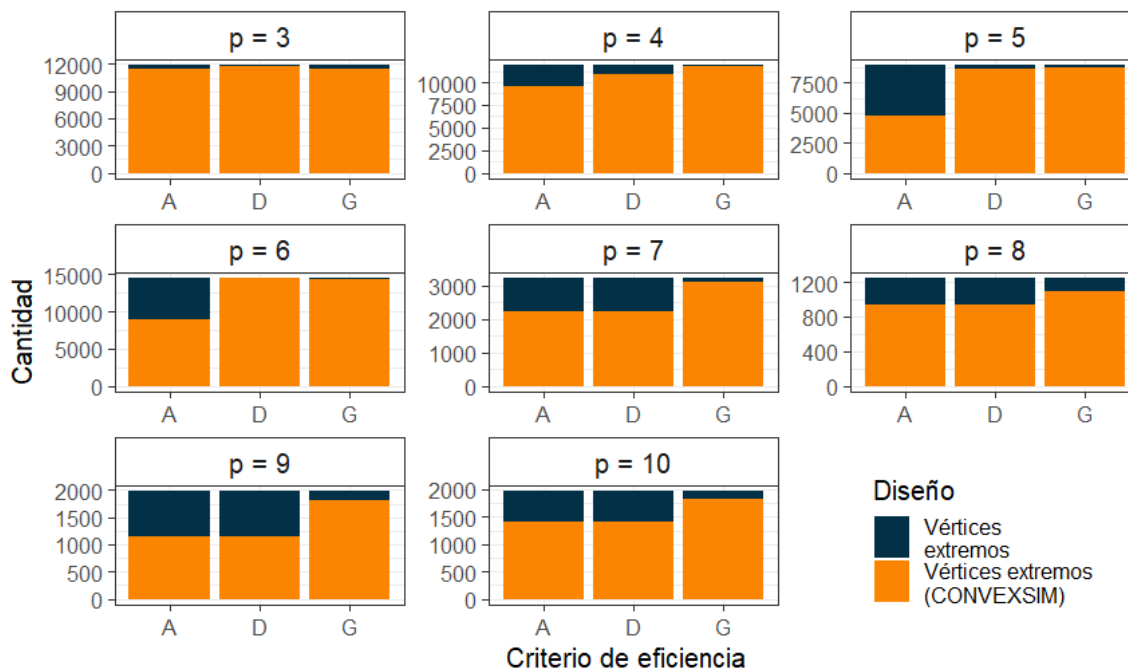 p = 3
12000
9000
6000
3000
0
A D G
p = 4
10000
7500
5000
2500
0
A D G
p = 5
7500
5000
2500
0
A D G
Cantidad
p = 6
15000
10000
5000
0
A D G
p = 7
3000
2000
1000
0
A D G
p = 8
1200
800
400
0
A D G
p = 9
2000
1500
1000
500
0
A D G
p = 10
2000
1500
1000
500
0
A D G
Diseño
Vértices
extremos
Vértices extremos
(CONVEXSIM)
Criterio de eficiencia